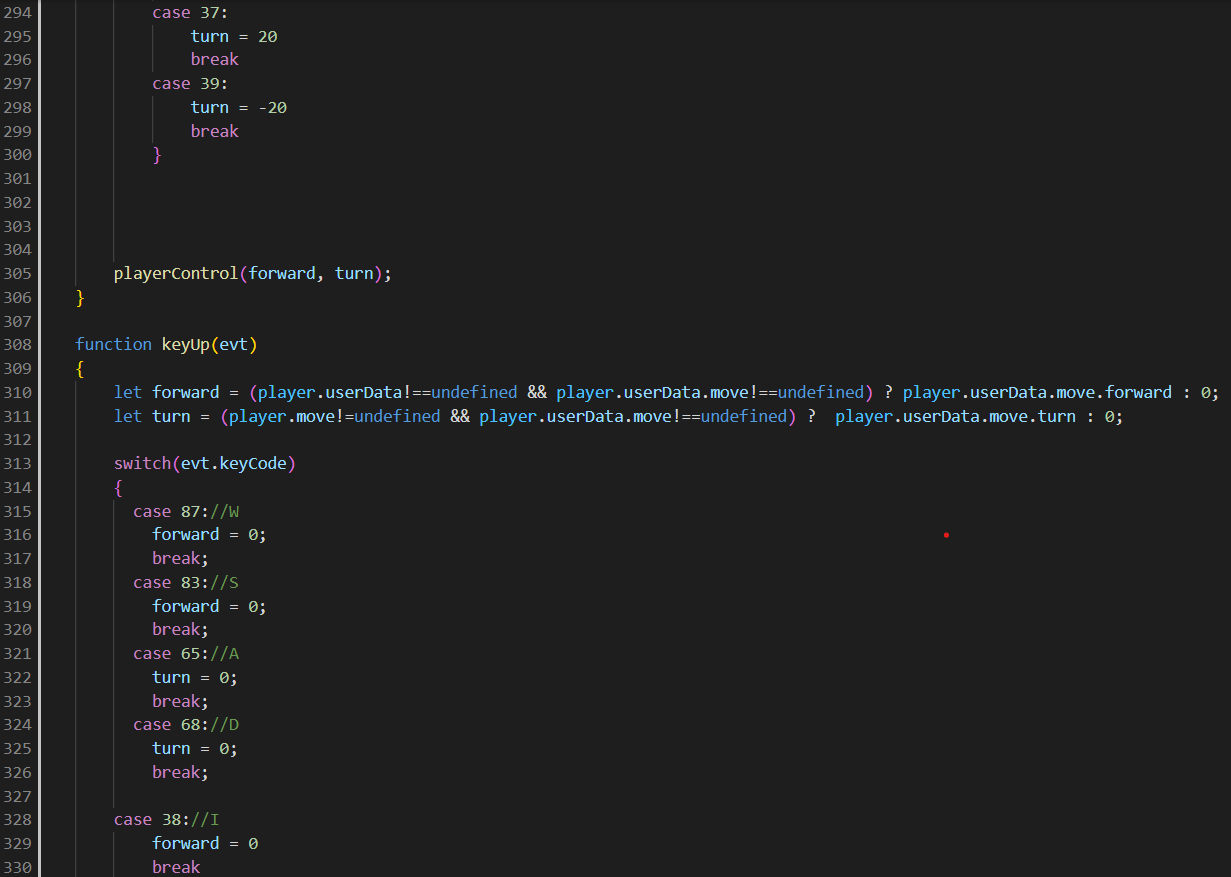 294 case 37:
295 turn = 20
296 break
297 case 39:
298 turn = -20
299 break
300 }
301
302
303
304
305 playerControl(forward, turn);
306 }
307
308 function keyUp(evt)
309 {
310 let forward = (player.userData!==undefined && player.userData.move!==undefined) ? player.userData.move.forward : 0;
311 let turn = (player.move!=undefined && player.userData.move!==undefined) ?  player.userData.move.turn : 0;
312
313 switch(evt.keyCode)
314 {
315 case 87://W
316 forward = 0;
317 break;
318 case 83://S
319 forward = 0;
320 break;
321 case 65://A
322 turn = 0;
323 break;
324 case 68://D
325 turn = 0;
326 break;
327
328 case 38://I
329 forward = 0
330 break